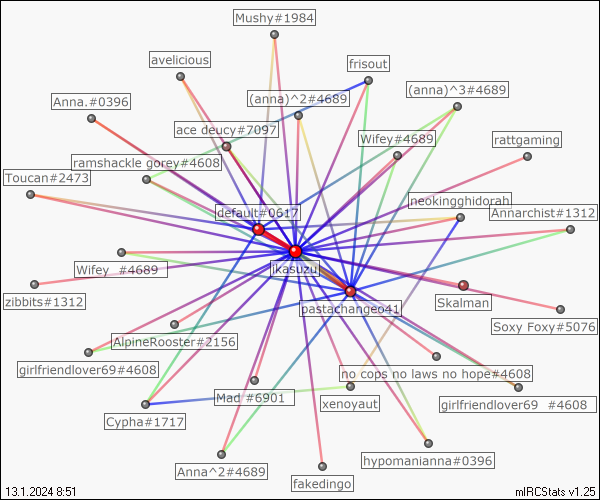 Mushy#1984
avelicious
frisout
Anna.#0396
(anna)^2#4689
(anna)^3#4689
ace deucy#7097
Wifey#4689
rattgaming
ramshackle gorey#4608
Toucan#2473
neokingghidorah
default#0617
Annarchist#1312
Wifey #4689
jkasuzuj
zibbits#1312
pastachangeo41
Skalman
Soxy Foxy#5076
AlpineRooster#2156
girlfriendlover69#4608
no cops no laws no hope#4608
Mad #6901
xenoyaut
girlfriendlover69 #4608
Cypha#1717
Anna^2#4689
hypomanianna#0396
fakedingo
13.1.2024 8:51
mIRCStats v1.25